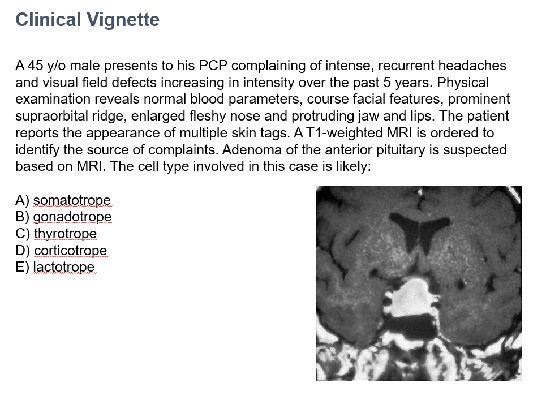 Clinical Vignette
A 45 y/o male presents to his PCP complaining of intense, recurrent headaches
and visual field defects increasing in intensity over the past 5 years. Physical
examination reveals normal blood parameters, course facial features, prominent
supraorbital ridge, enlarged fleshy nose and protruding jaw and lips. The patient
reports the appearance of multiple skin tags. A T1-weighted MRI is ordered to
identify the source of complaints. Adenoma of the anterior pituitary is suspected
based on MRI. The cell type involved in this case is likely:
A) somatotrope
B) gonadotrope
C) thyrotrope
D) corticotrope
E) lactotrope